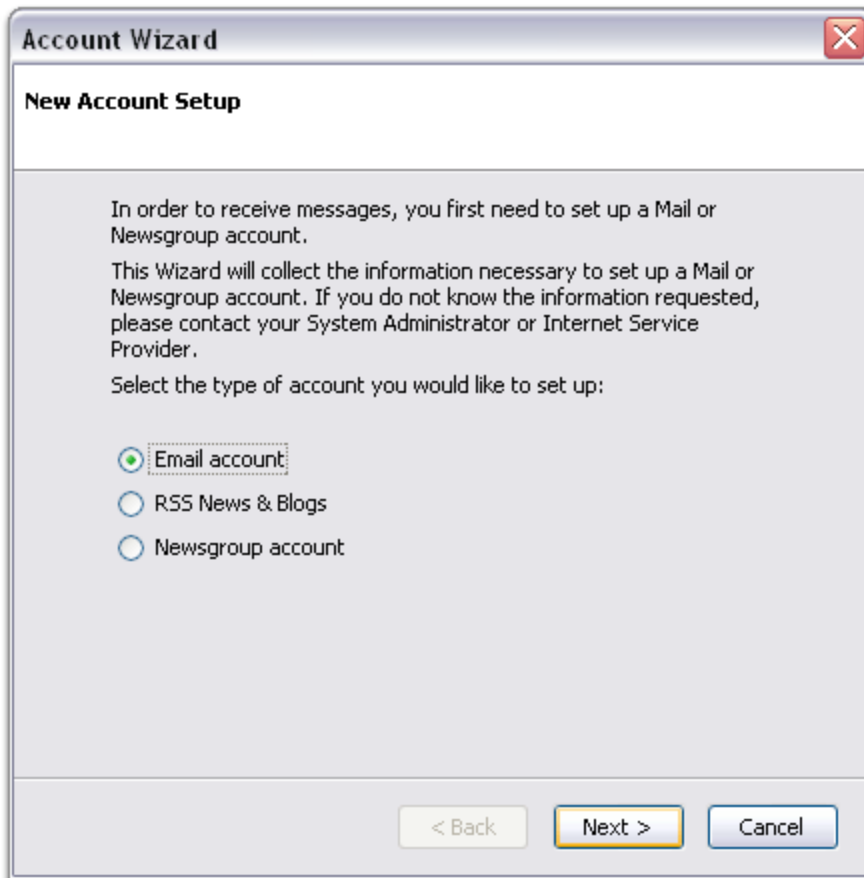 Account Wizard
New Account Setup
In order to receive messages, you first need to set up a Mail or
Newsgroup account.
This Wizard will collect the information necessary to set up a Mail or
Newsgroup account. If you do not know the information requested,
please contact your System Administrator or Internet Service
Provider.
Select the type of account you would like to set up:
Email account
RSS News & Blogs
Newsgroup account
< Back Next > Cancel